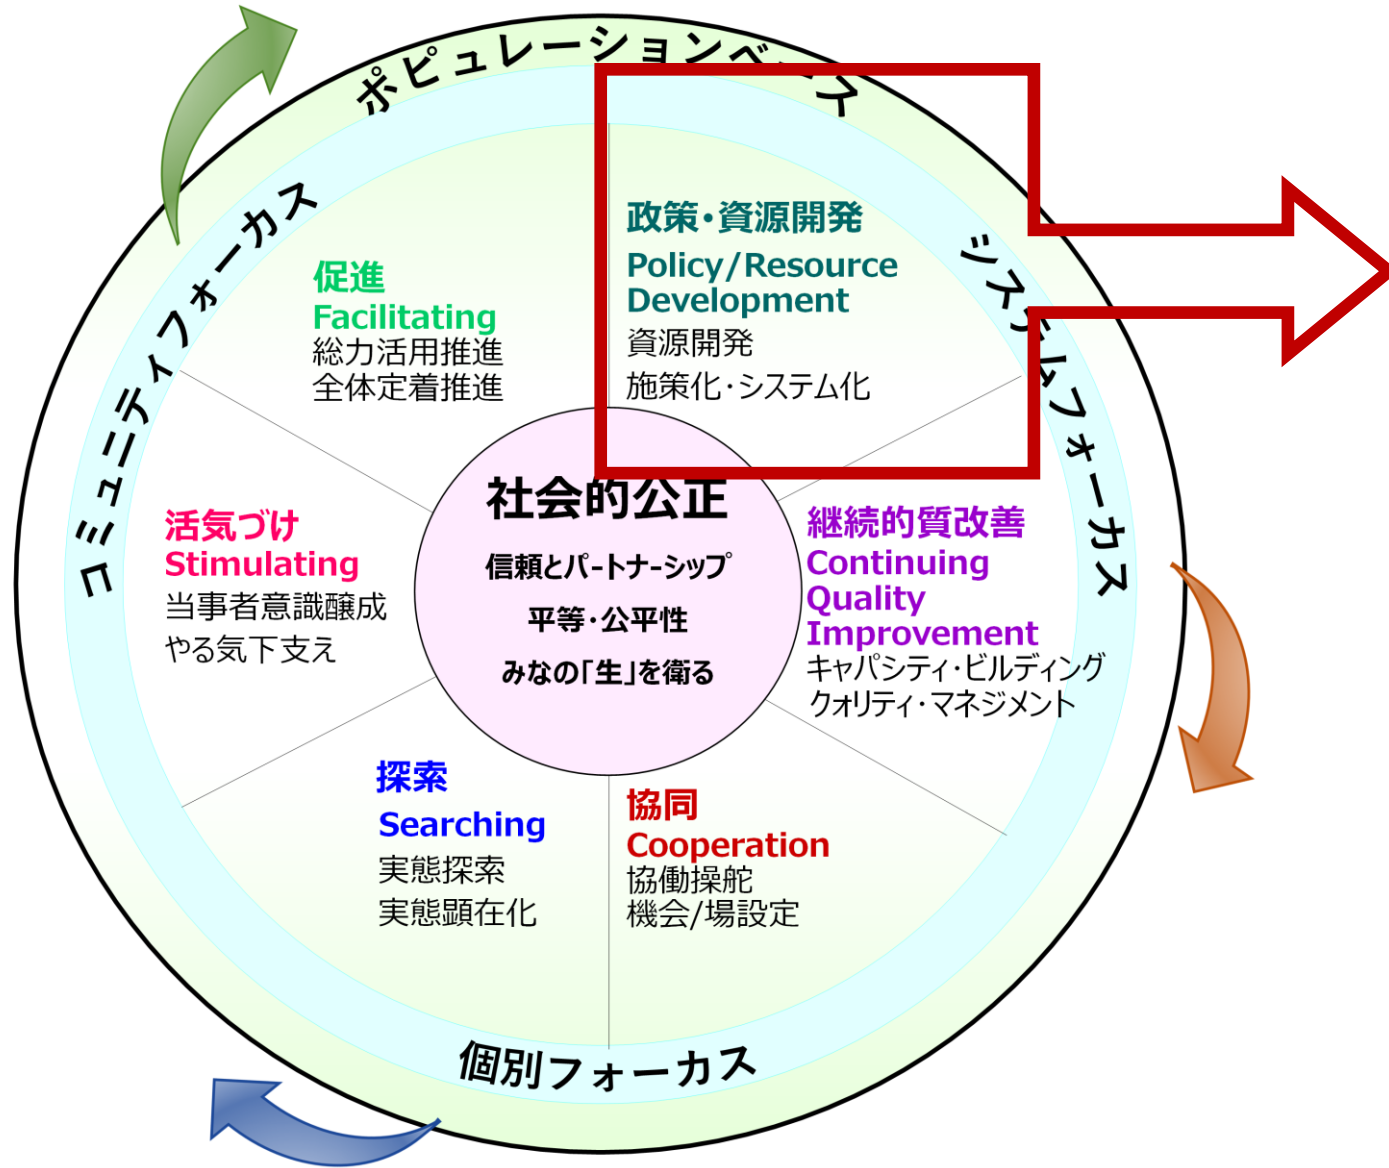 ポピュレーションベース
コミュニティフォーカス
システムフォーカス
政策・資源開発
Policy/Resource
Development
資源開発
施策化・システム化
促進
Facilitating
総力活用推進
全体定着推進
社会的公正
信頼とパートナーシップ
平等・公平性
みなの「生」を衛る
継続的質改善
Continuing
Quality
Improvement
キャパシティ・ビルディング
クォリティ・マネジメント
活気づけ
Stimulating
当事者意識醸成
やる気下支え
探索
Searching
実態探索
実態顕在化
協同
Cooperation
協働操舵
機会/場設定
個別フォーカス